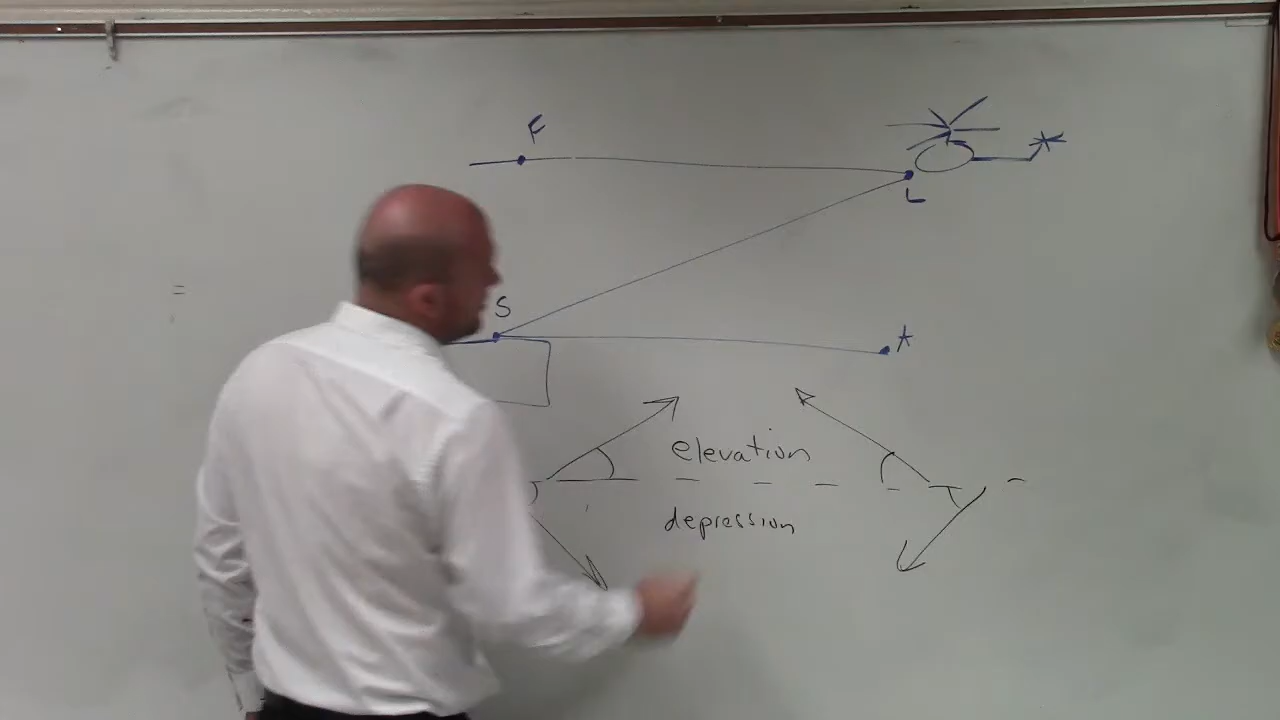 F
L
S
A
elevation
depression
=